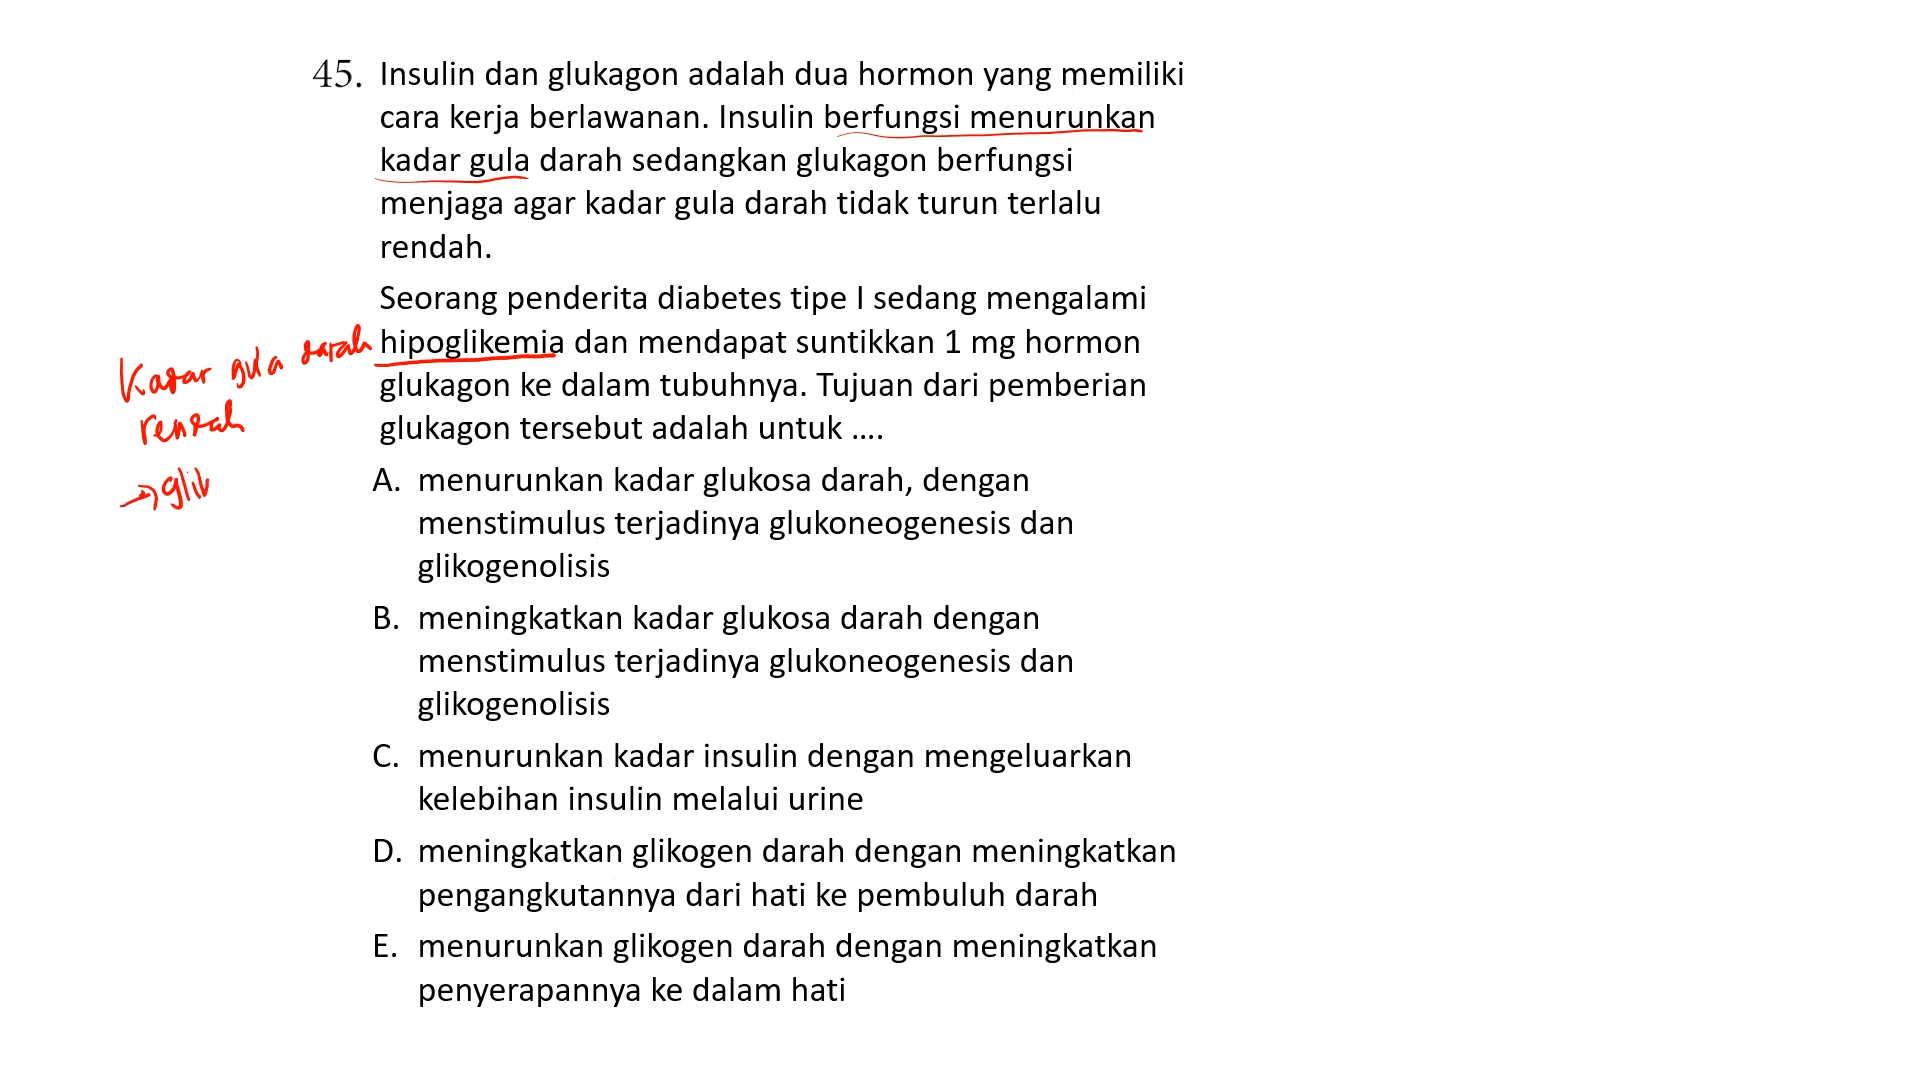 45. Insulin dan glukagon adalah dua hormon yang memiliki
cara kerja berlawanan. Insulin berfungsi menurunkan
kadar gula darah sedangkan glukagon berfungsi
menjaga agar kadar gula darah tidak turun terlalu
rendah.
Seorang penderita diabetes tipe I sedang mengalami
hipoglikemia dan mendapat suntikkan 1 mg hormon
glukagon ke dalam tubuhnya. Tujuan dari pemberian
glukagon tersebut adalah untuk ....
Kadar gula darah
rendah
→ glik
A. menurunkan kadar glukosa darah, dengan
menstimulus terjadinya glukoneogenesis dan
glikogenolisis
B. meningkatkan kadar glukosa darah dengan
menstimulus terjadinya glukoneogenesis dan
glikogenolisis
C. menurunkan kadar insulin dengan mengeluarkan
kelebihan insulin melalui urine
D. meningkatkan glikogen darah dengan meningkatkan
pengangkutannya dari hati ke pembuluh darah
E. menurunkan glikogen darah dengan meningkatkan
penyerapannya ke dalam hati